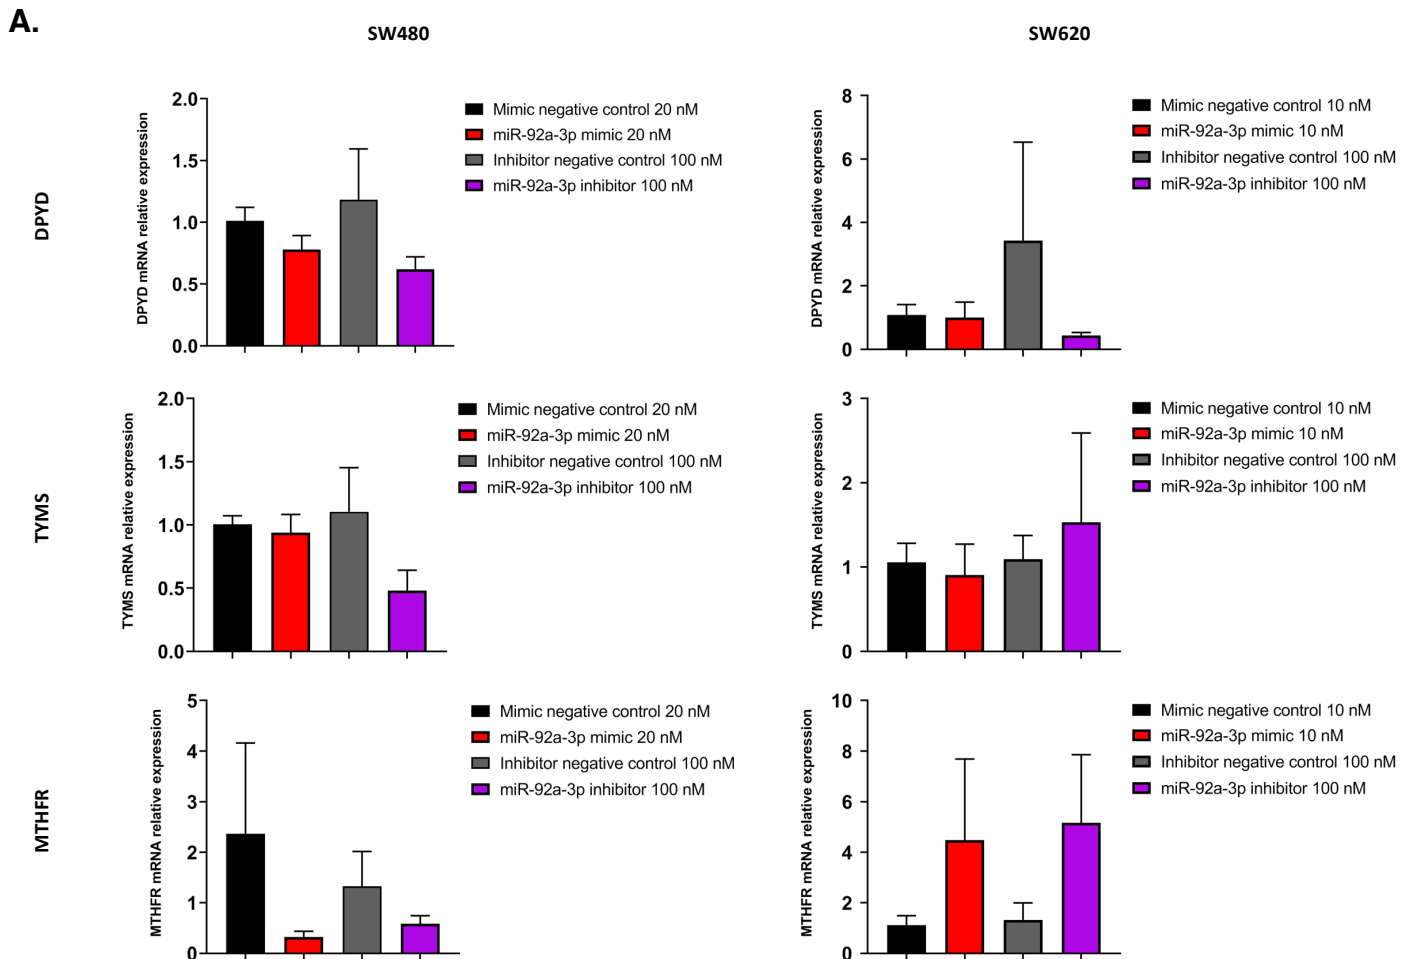 A.
SW480
SW620
DPYD
DPYD mRNA relative expression
2.0
1.5
1.0
0.5
0.0
Mimic negative control 20 nM
miR-92a-3p mimic 20 nM
Inhibitor negative control 100 nM
miR-92a-3p inhibitor 100 nM
DPYD mRNA relative expression
8
6
4
2
0
Mimic negative control 10 nM
miR-92a-3p mimic 10 nM
Inhibitor negative control 100 nM
miR-92a-3p inhibitor 100 nM
TYMS
TYMS mRNA relative expression
2.0
1.5
1.0
0.5
0.0
Mimic negative control 20 nM
miR-92a-3p mimic 20 nM
Inhibitor negative control 100 nM
miR-92a-3p inhibitor 100 nM
TYMS mRNA relative expression
3
2
1
0
Mimic negative control 10 nM
miR-92a-3p mimic 10 nM
Inhibitor negative control 100 nM
miR-92a-3p inhibitor 100 nM
MTHFR
MTHFR mRNA relative expression
5
4
3
2
1
0
Mimic negative control 20 nM
miR-92a-3p mimic 20 nM
Inhibitor negative control 100 nM
miR-92a-3p inhibitor 100 nM
MTHFR mRNA relative expression
10
8
6
4
2
0
Mimic negative control 10 nM
miR-92a-3p mimic 10 nM
Inhibitor negative control 100 nM
miR-92a-3p inhibitor 100 nM